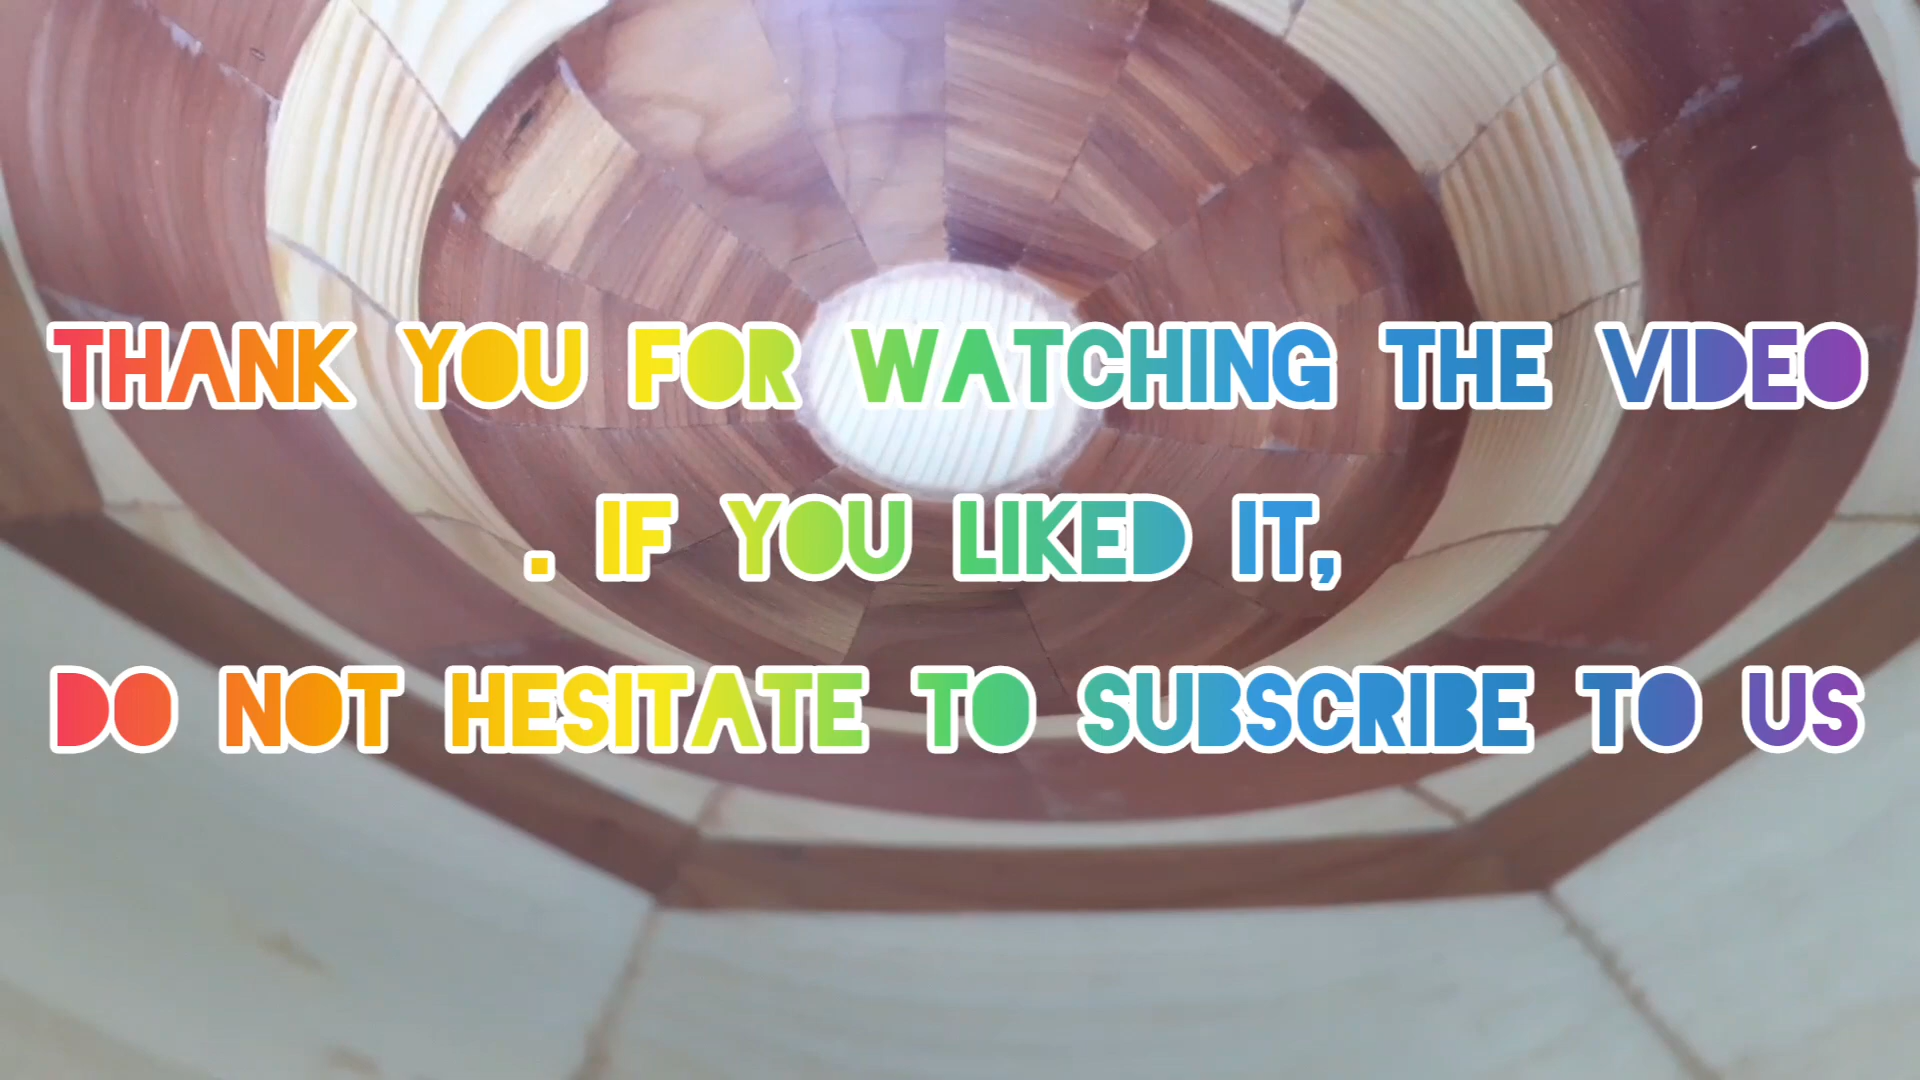 THANK YOU FOR WATCHING THE VIDEO
. IF YOU LIKED IT,
DO NOT HESITATE TO SUBSCRIBE TO US